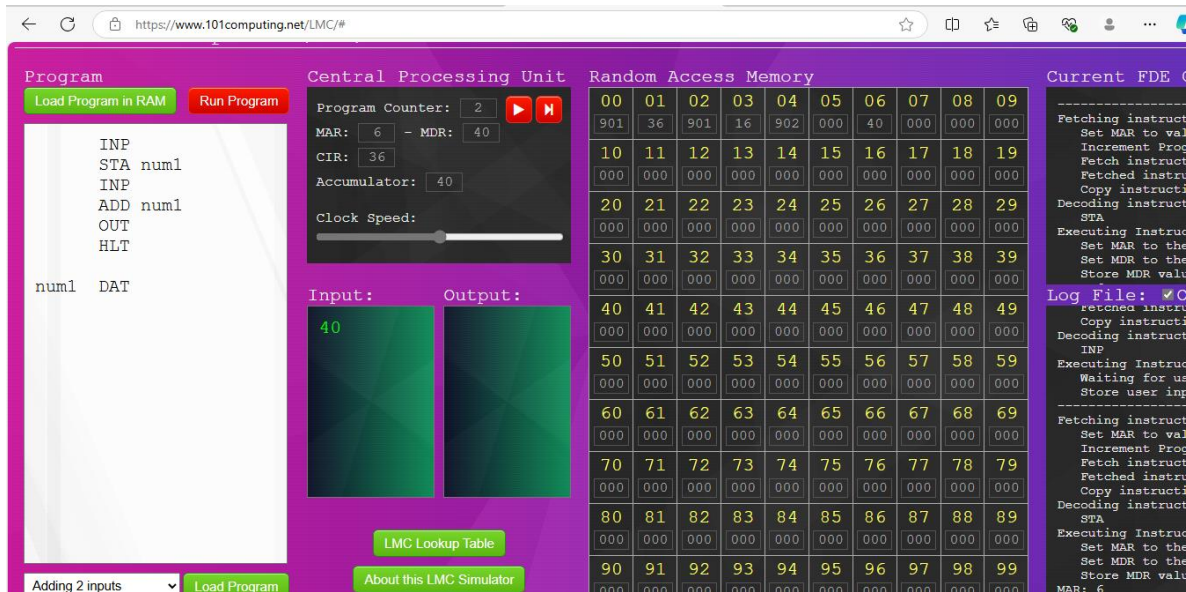 https://www.101computing.net/LMC/#
Program
Load Program in RAM
Run Program
INP
STA num1
INP
ADD num1
OUT
HLT
num1 DAT
Adding 2 inputs
Load Program
Central Processing Unit
Program Counter: 2
MAR: 6 - MDR: 40
CIR: 36
Accumulator: 40
Clock Speed:
Input: Output:
40
LMC Lookup Table
About this LMC Simulator
Random Access Memory
00 01 02 03 04 05 06 07 08 09
901 36 901 16 902 000 40 000 000 000
10 11 12 13 14 15 16 17 18 19
000 000 000 000 000 000 000 000 000 000
20 21 22 23 24 25 26 27 28 29
000 000 000 000 000 000 000 000 000 000
30 31 32 33 34 35 36 37 38 39
000 000 000 000 000 000 000 000 000 000
40 41 42 43 44 45 46 47 48 49
000 000 000 000 000 000 000 000 000 000
50 51 52 53 54 55 56 57 58 59
000 000 000 000 000 000 000 000 000 000
60 61 62 63 64 65 66 67 68 69
000 000 000 000 000 000 000 000 000 000
70 71 72 73 74 75 76 77 78 79
000 000 000 000 000 000 000 000 000 000
80 81 82 83 84 85 86 87 88 89
000 000 000 000 000 000 000 000 000 000
90 91 92 93 94 95 96 97 98 99
000 000 000 000 000 000 000 000 000 000
Current FDE
--------------------
Fetching instruct
Set MAR to val
Increment Prog
Fetch instruct
Fetched instru
Copy instructi
Decoding instruct
STA
Executing Instruc
Set MAR to the
Set MDR to the
Store MDR valu
Log File:
Fetched instru
Copy instructi
Decoding instruct
INP
Executing Instruc
Waiting for us
Store user inp
--------------------
Fetching instruct
Set MAR to val
Increment Prog
Fetch instruct
Fetched instru
Copy instructi
Decoding instruct
STA
Executing Instruc
Set MAR to the
Set MDR to the
Store MDR valu
MAR: 6